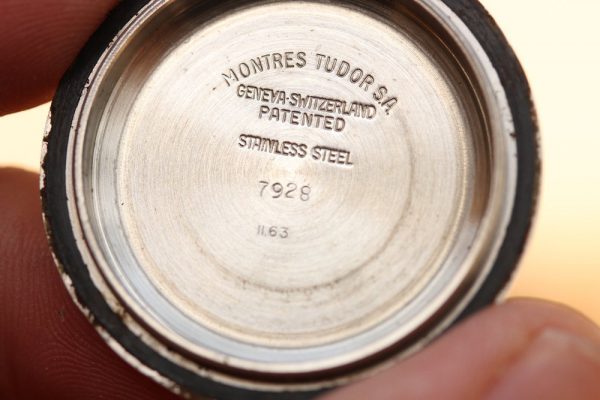 MONTRES TUDOR S.A.
GENEVA-SWITZERLAND
PATENTED
STAINLESS STEEL
7928
II.63